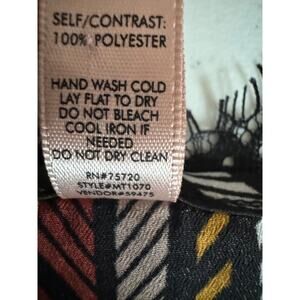 SELF/CONTRAST:
100% POLYESTER
HAND WASH COLD
LAY FLAT TO DRY
DO NOT BLEACH
COOL IRON IF
NEEDED
DO NOT DRY CLEAN
RN#75720
STYLE#MT1070
VENDOR#59475